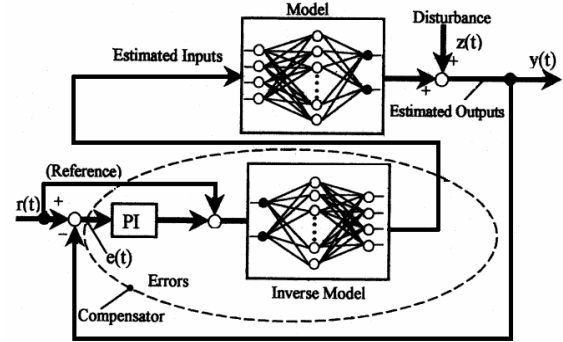 Model
Disturbance
z(t)
+
y(t)
Estimated Inputs
+
Estimated Outputs
(Reference)
r(t)
+
PI
−
e(t)
Errors
Inverse Model
Compensator